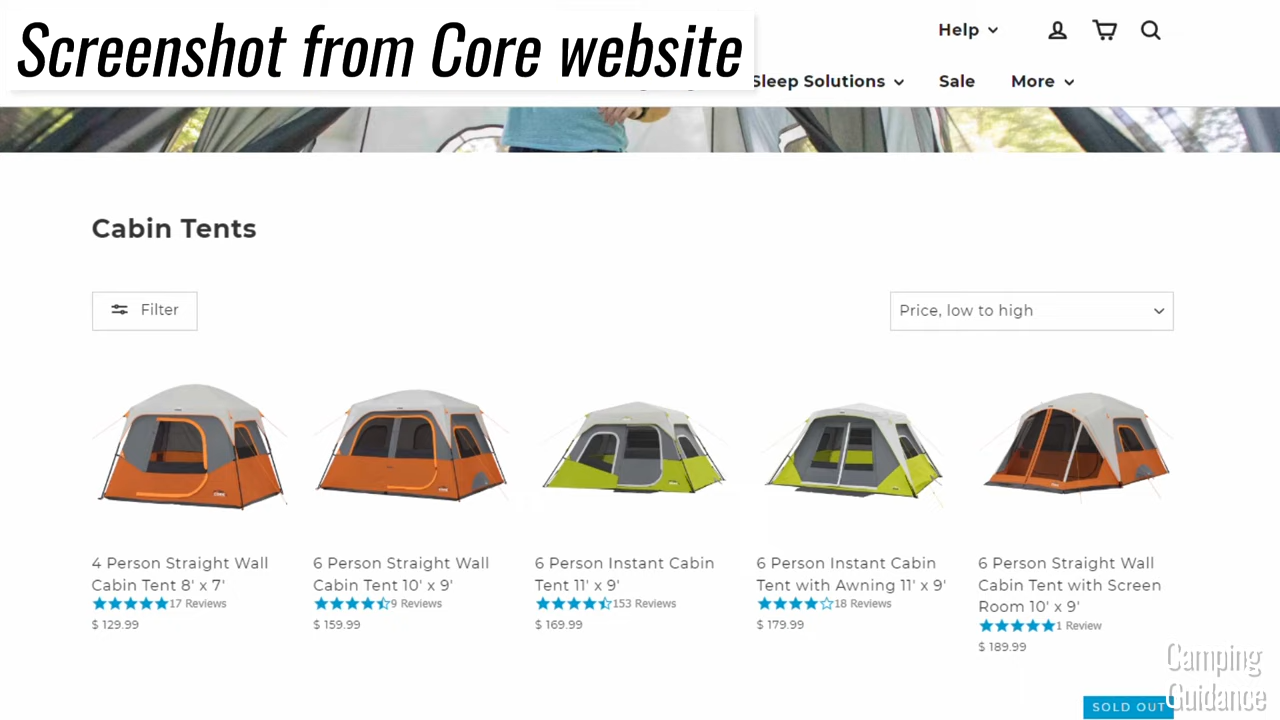 Screenshot from Core website
Help
Sleep Solutions
Sale
More
Cabin Tents
Filter
Price, low to high
4 Person Straight Wall
Cabin Tent 8' x 7'
17 Reviews
$ 129.99
6 Person Straight Wall
Cabin Tent 10' x 9'
9 Reviews
$ 159.99
6 Person Instant Cabin
Tent 11' x 9'
153 Reviews
$ 169.99
6 Person Instant Cabin
Tent with Awning 11' x 9'
18 Reviews
$ 179.99
6 Person Straight Wall
Cabin Tent with Screen
Room 10' x 9'
1 Review
$ 189.99
SOLD OUT
Camping
Guidance